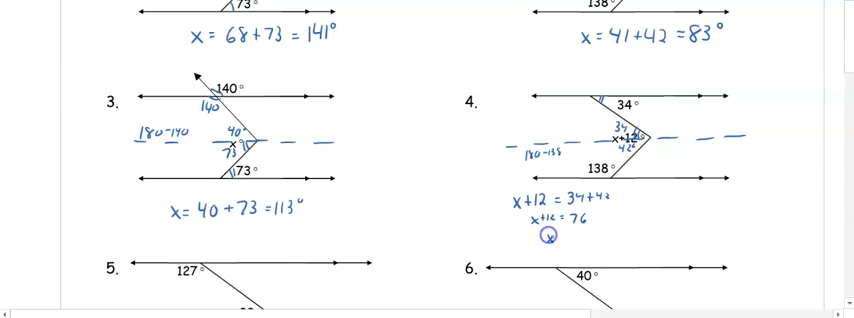 73°
138
x = 68+73 = 141°
x = 41+42 = 83°
3.
140°
140
180-140
40°
x°
73
73°
x = 40 + 73 = 113°
4.
34°
34
x+12°
42°
180-138
138°
x+12 = 34+42
x+12 = 76
x
5.
127°
6.
40°